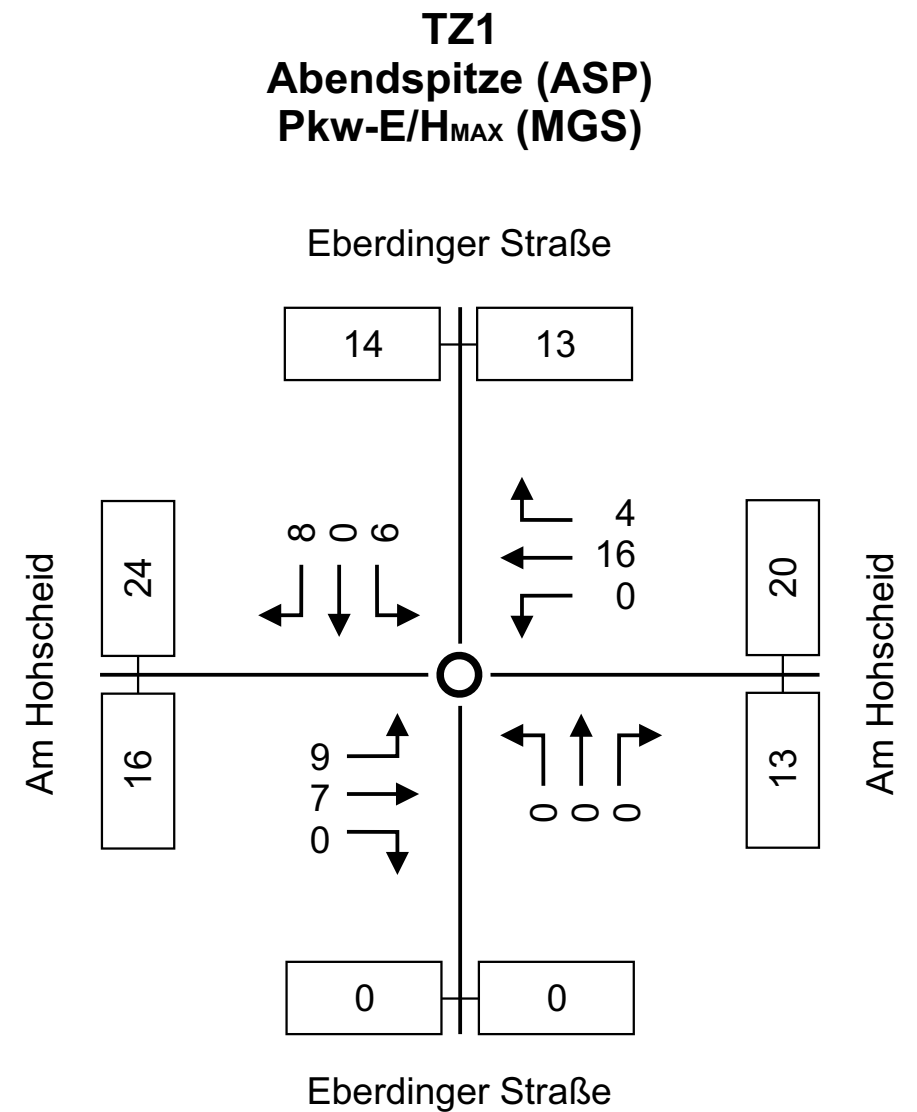 TZ1
Abendspitze (ASP)
Pkw-E/HMAX (MGS)
Eberdinger Straße
14 13
8 0 6
4
16
0
Am Hohscheid
24
16
20
13
Am Hohscheid
9
7
0
0 0 0
0 0
Eberdinger Straße